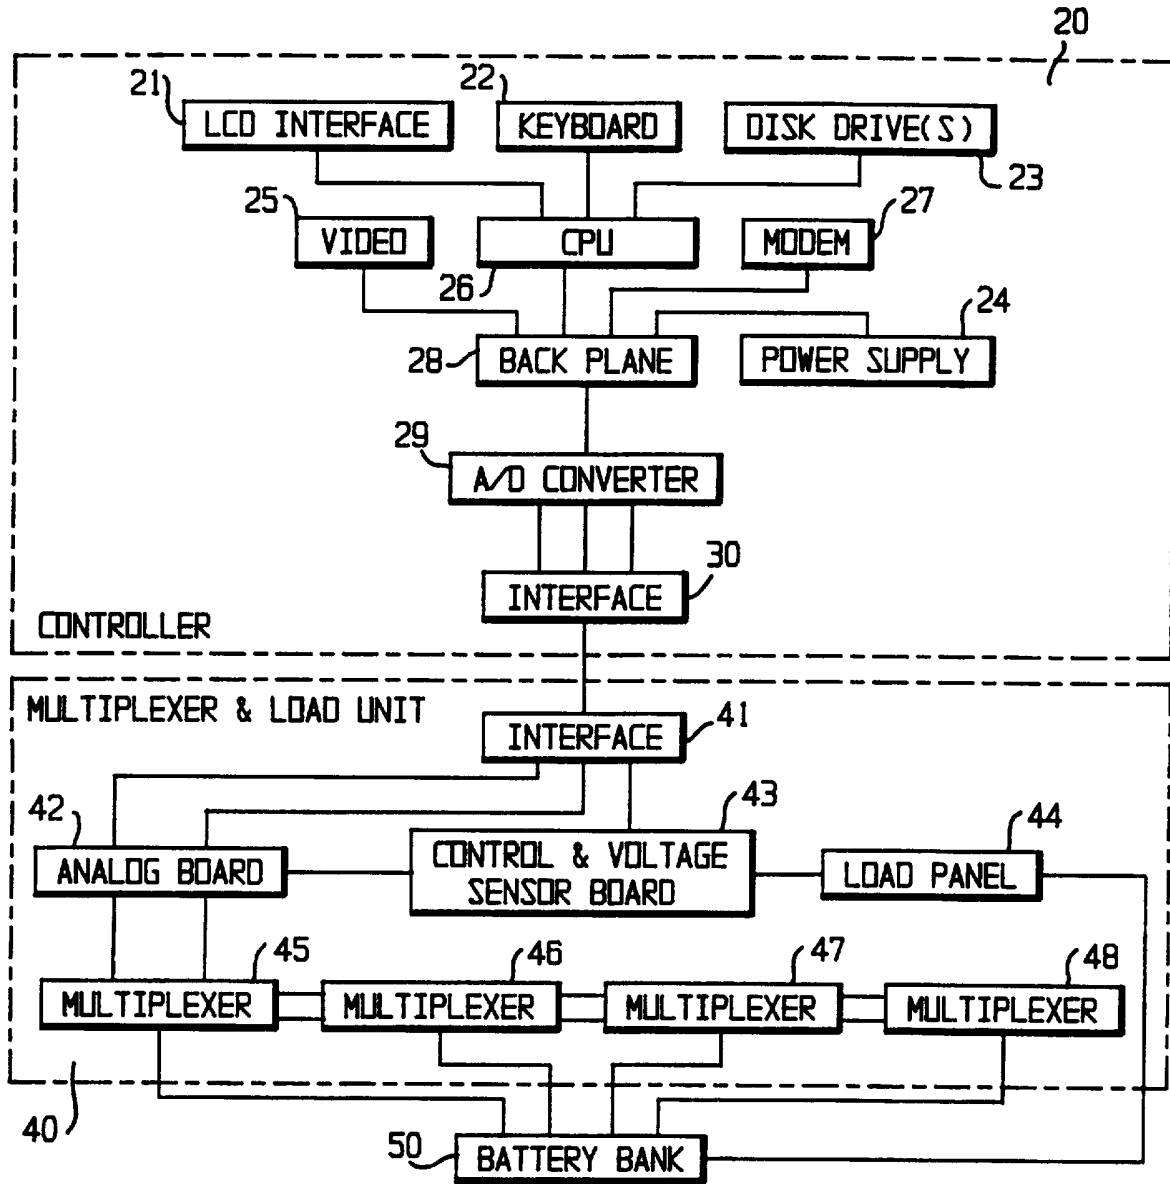 20
21
22
LCD INTERFACE
KEYBOARD
DISK DRIVE(S)
23
25
27
VIDEO
CPU
MODEM
26
24
28
BACK PLANE
POWER SUPPLY
29
A/D CONVERTER
30
INTERFACE
CONTROLLER
MULTIPLEXER & LOAD UNIT
41
INTERFACE
42
43
44
ANALOG BOARD
CONTROL & VOLTAGE
SENSOR BOARD
LOAD PANEL
45
46
47
48
MULTIPLEXER
MULTIPLEXER
MULTIPLEXER
MULTIPLEXER
40
50
BATTERY BANK